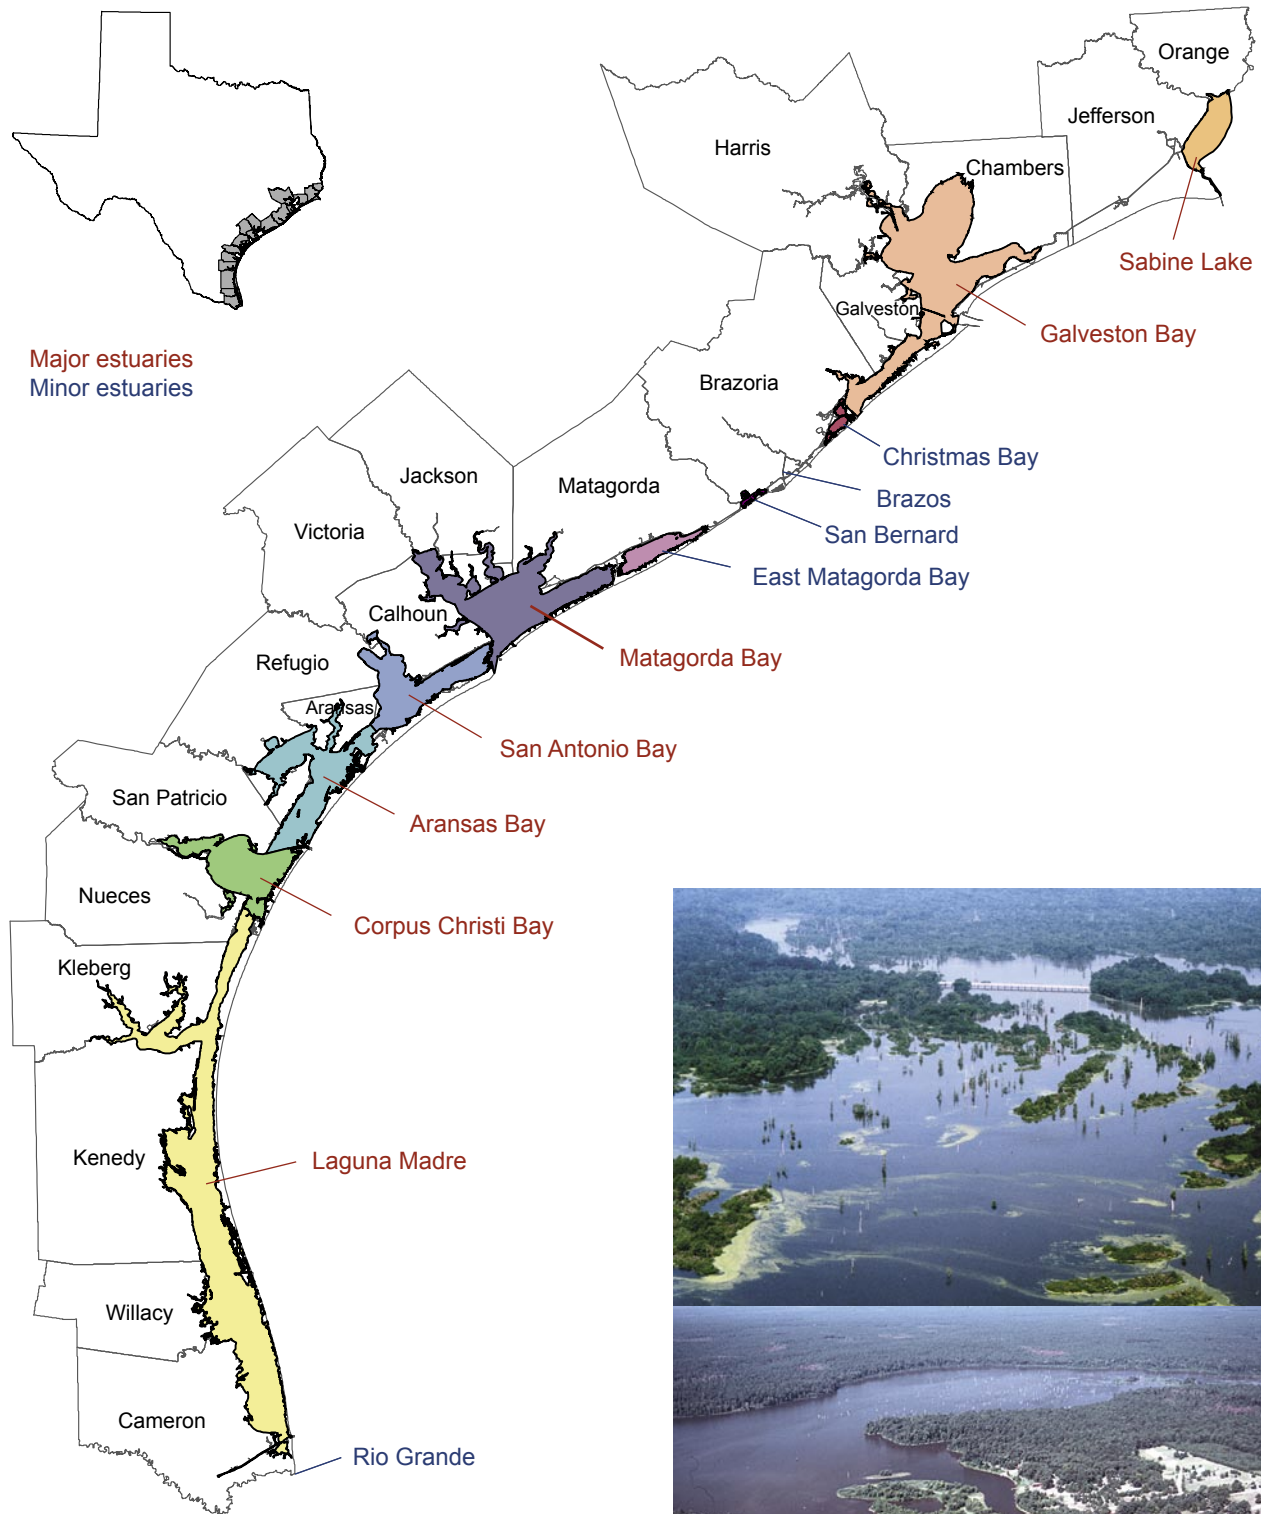 Orange
Jefferson
Harris
Chambers
Sabine Lake
Galveston
Galveston Bay
Major estuaries
Minor estuaries
Brazoria
Christmas Bay
Jackson
Matagorda
Brazos
Victoria
San Bernard
East Matagorda Bay
Calhoun
Matagorda Bay
Refugio
Aransas
San Antonio Bay
San Patricio
Aransas Bay
Nueces
Corpus Christi Bay
Kleberg
Kenedy
Laguna Madre
Willacy
Cameron
Rio Grande